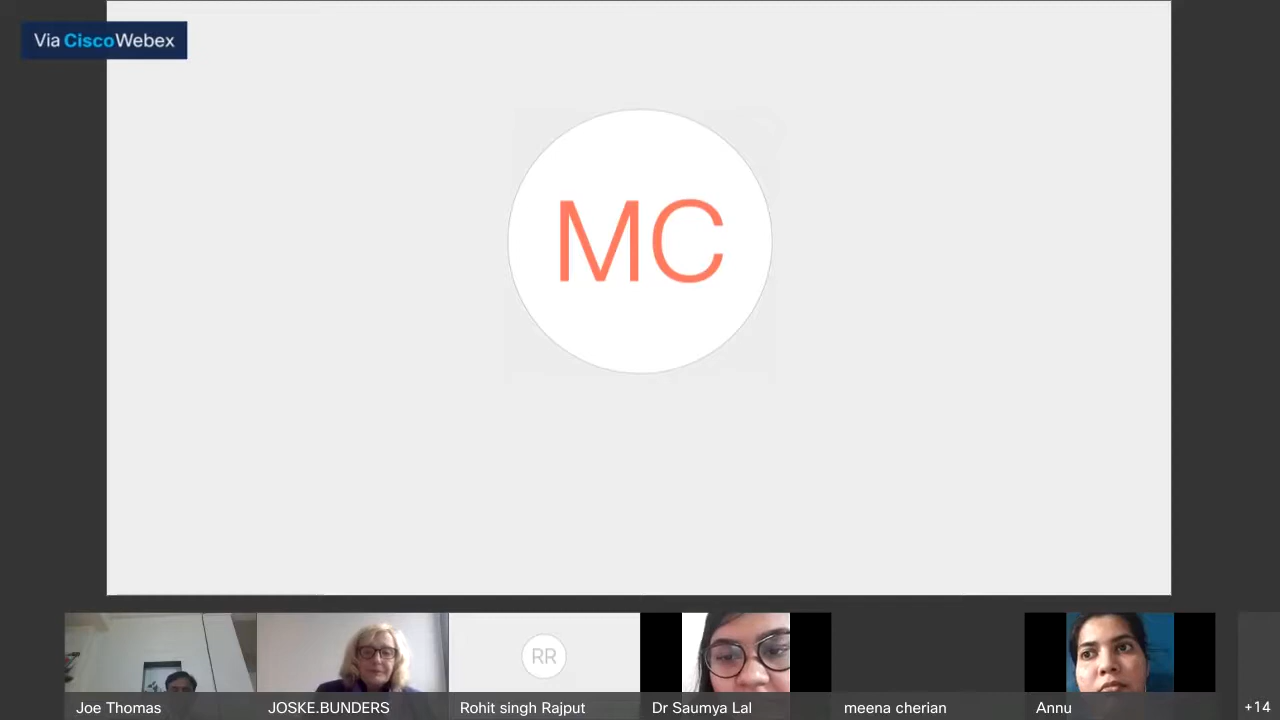 Via CiscoWebex
MC
RR
Joe Thomas
JOSKE.BUNDERS
Rohit singh Rajput
Dr Saumya Lal
meena cherian
Annu
+14